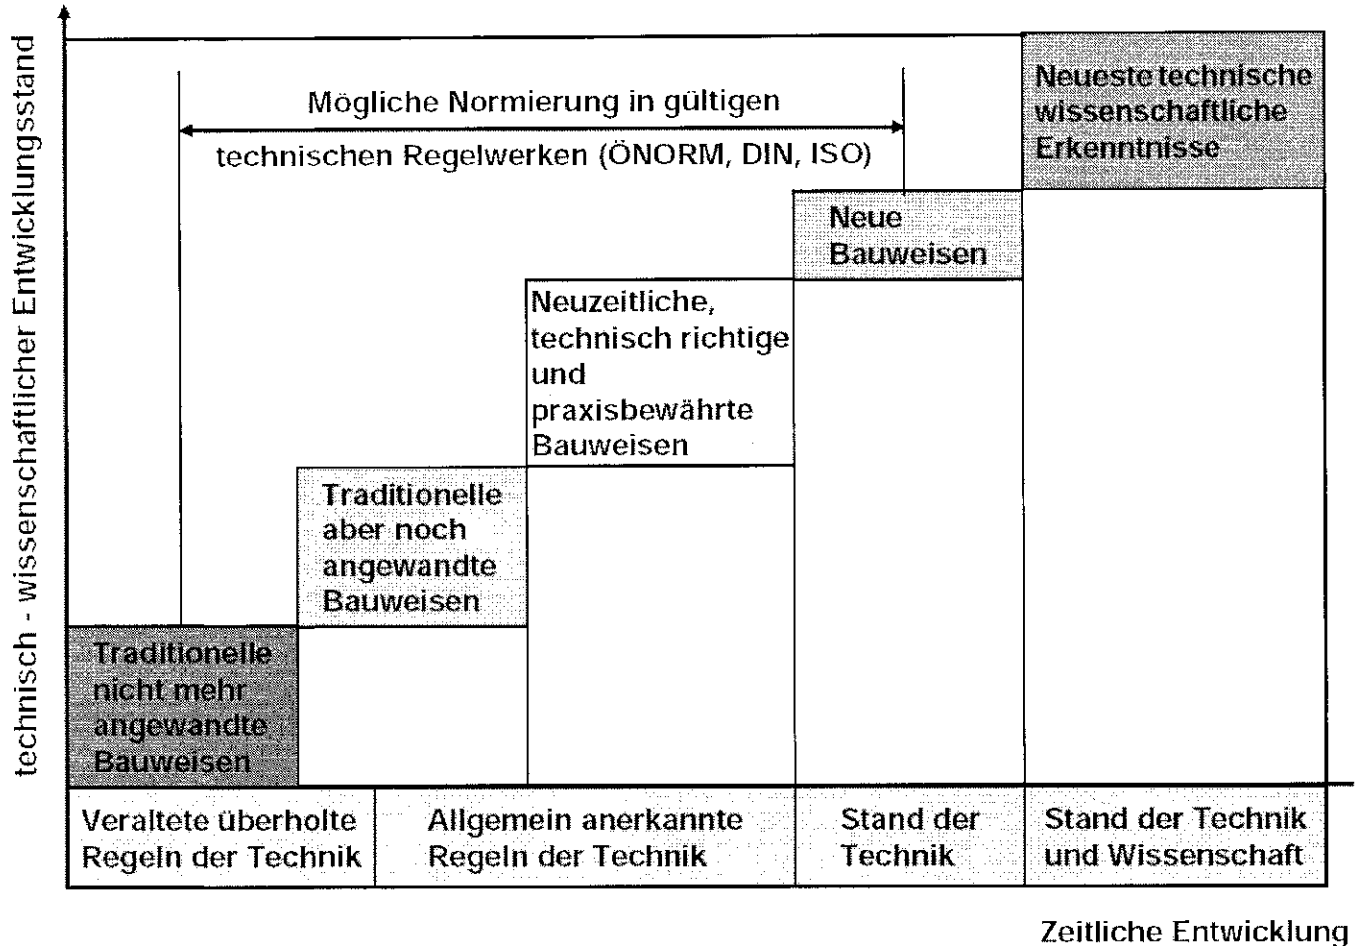 technisch - wissenschaftlicher Entwicklungsstand
Mögliche Normierung in gültigen
technischen Regelwerken (ÖNORM, DIN, ISO)
Neueste technische
wissenschaftliche
Erkenntnisse
Neue
Bauweisen
Neuzeitliche,
technisch richtige
und
praxisbewährte
Bauweisen
Traditionelle
aber noch
angewandte
Bauweisen
Traditionelle
nicht mehr
angewandte
Bauweisen
Veraltete überholte
Regeln der Technik
Allgemein anerkannte
Regeln der Technik
Stand der
Technik
Stand der Technik
und Wissenschaft
Zeitliche Entwicklung